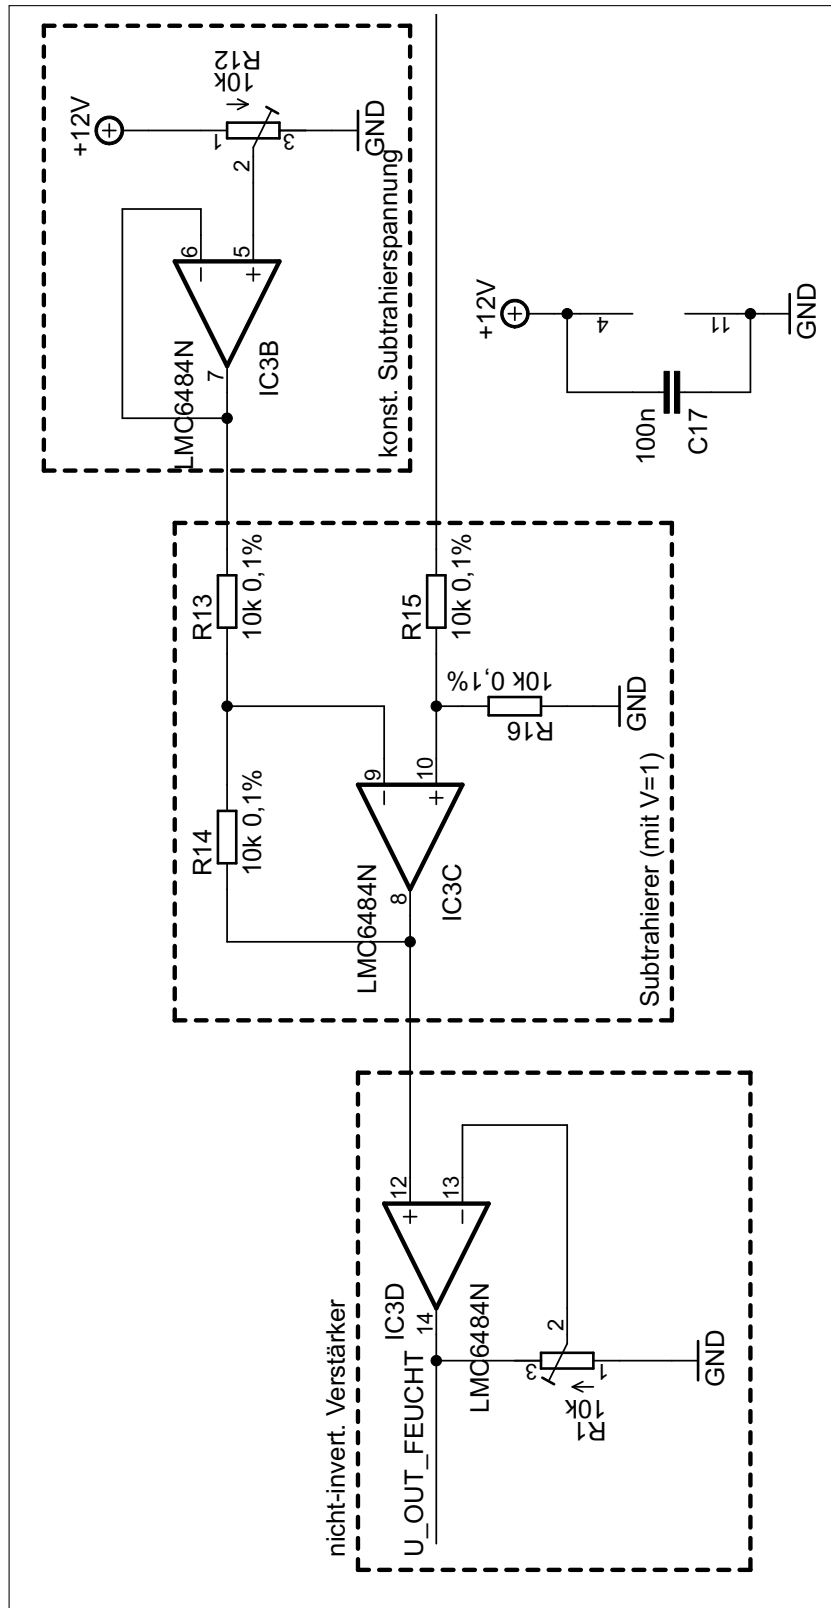 +12V
R12
10k
1
3
2
GND
6
5
–
+
7
LMC6484N
IC3B
konst. Subtrahierspannung
+12V
4
11
GND
100n
C17
R13
10k 0,1%
R15
10k 0,1%
10k 0,1%
R16
GND
R14
10k 0,1%
9
10
–
+
8
LMC6484N
IC3C
Subtrahierer (mit V=1)
nicht-invert. Verstärker
12
13
+
–
IC3D
14
LMC6484N
U_OUT_FEUCHT
3
1
2
10k
R1
GND